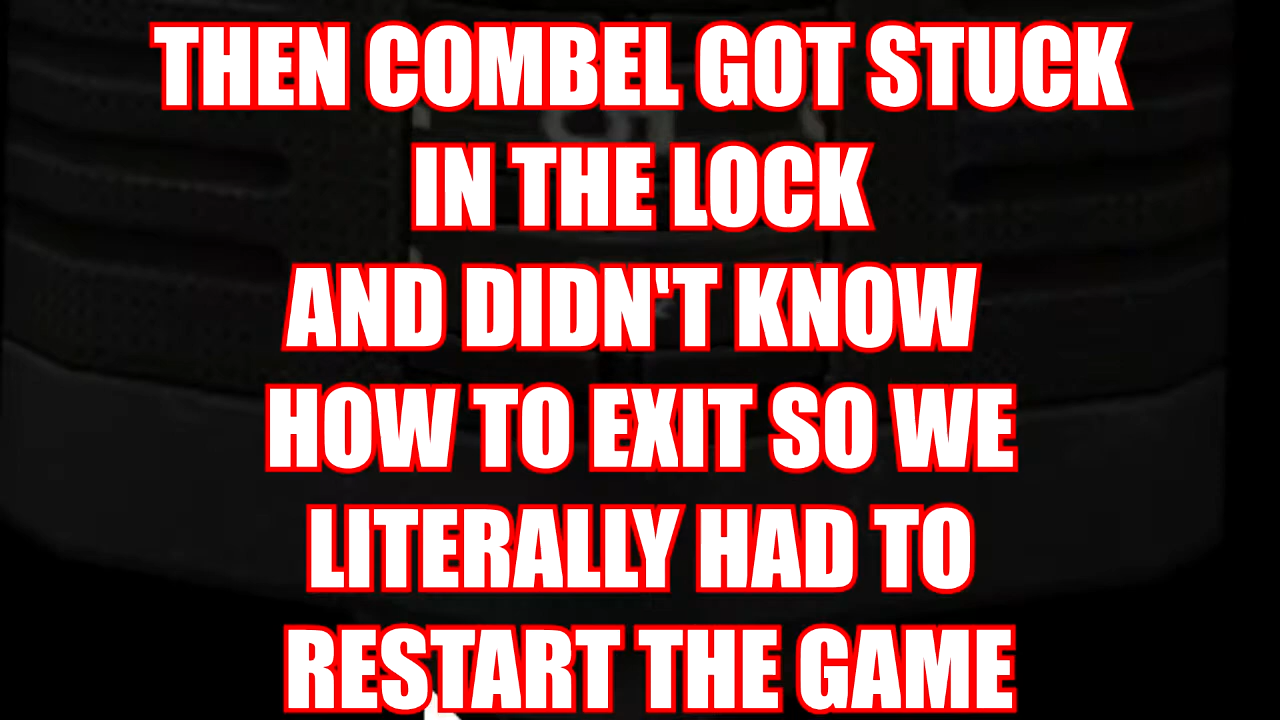 THEN COMBEL GOT STUCK
IN THE LOCK
AND DIDN'T KNOW
HOW TO EXIT SO WE
LITERALLY HAD TO
RESTART THE GAME